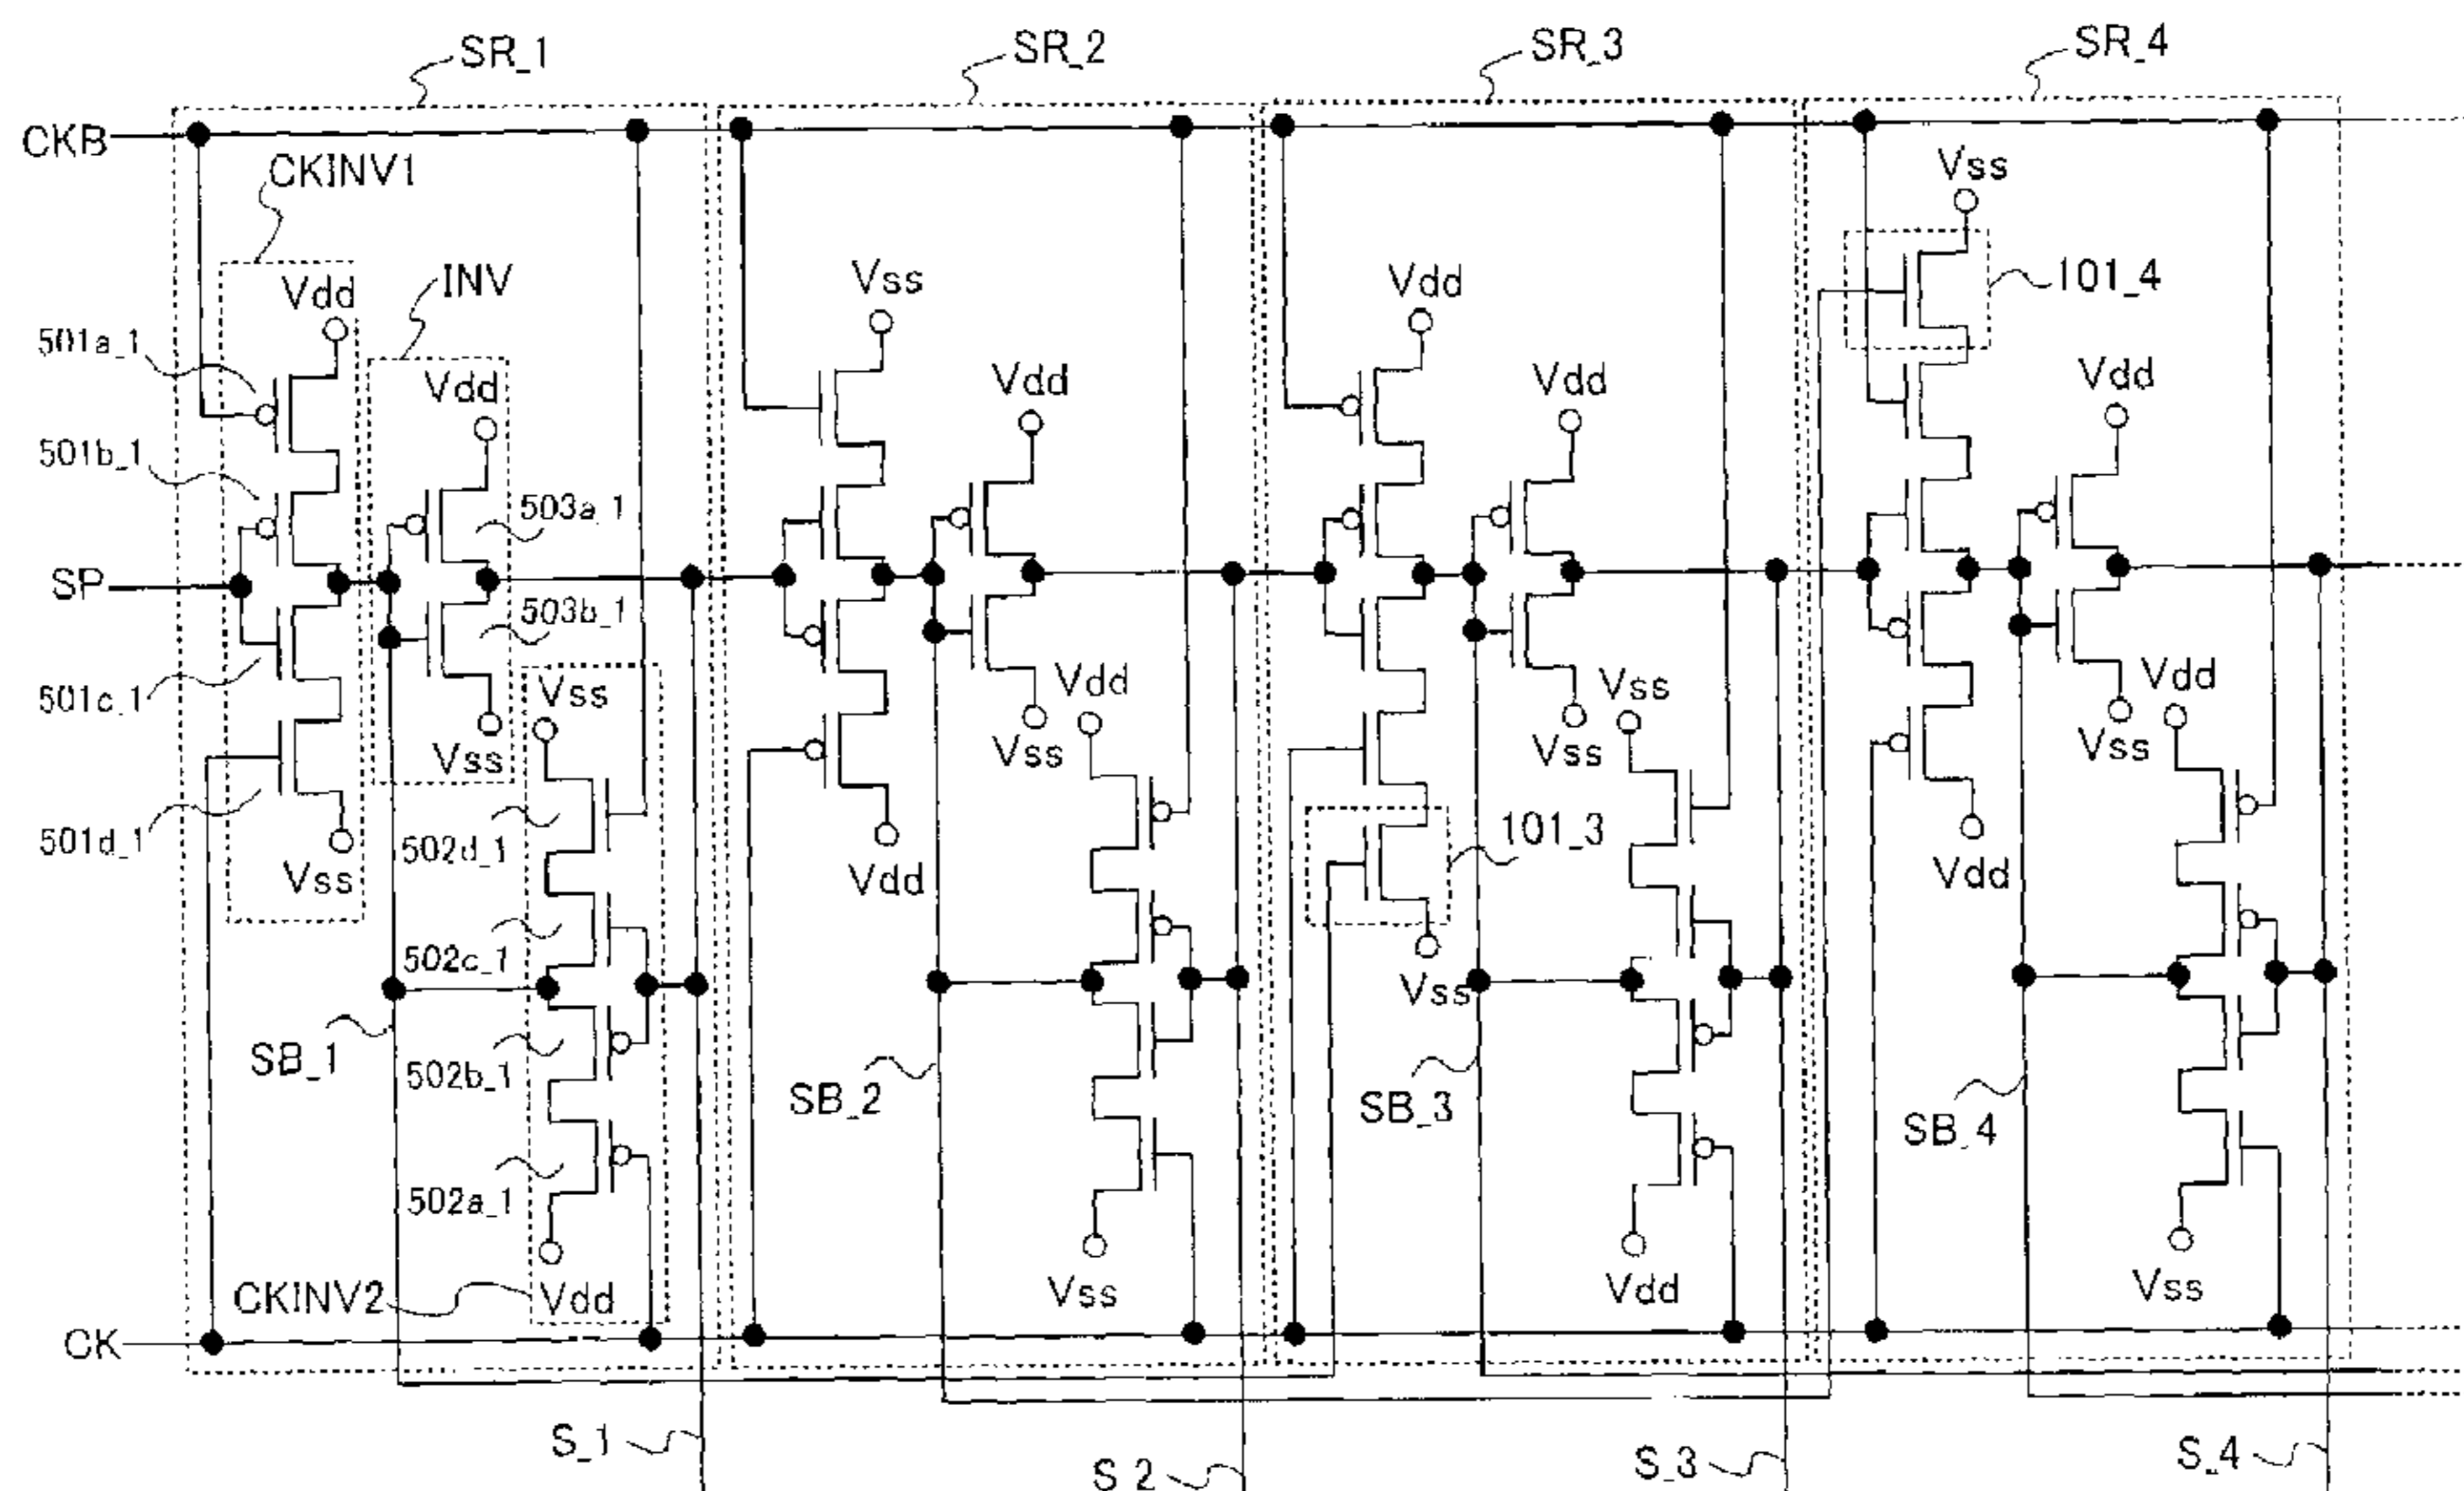 SR_1
SR_2
SR_3
SR_4
CKB
CKINV1
Vss
Vdd
INV
101_4
501a_1
Vdd
Vss
Vdd
Vdd
Vdd
Vdd
501b_1
503a_1
SP
503b_1
501c_1
Vss
Vdd
Vss
Vdd
Vss
Vss
Vss
Vss
501d_1
502d_1
Vss
Vdd
101_3
Vdd
502c_1
Vss
SB_1
502b_1
SB_2
SB_3
SB_4
502a_1
CKINV2
Vdd
Vss
Vdd
Vss
CK
S_1
S_2
S_3
S_4